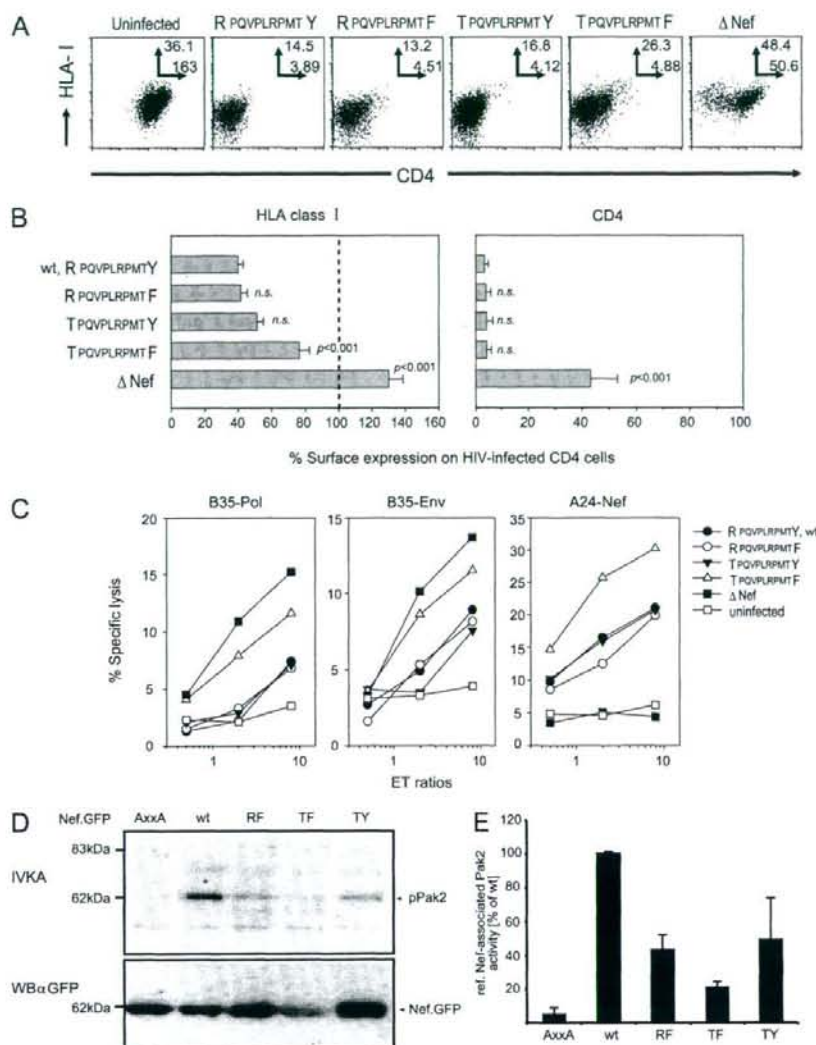 A
Uninfected
R PQVPLRPMT Y
R PQVPLRPMT F
T PQVPLRPMT Y
T PQVPLRPMT F
Δ Nef
36.1
163
14.5
3.89
13.2
4.51
16.8
4.12
26.3
4.88
48.4
50.6
HLA- I
CD4
B
HLA class I
CD4
wt, R PQVPLRPMT Y
R PQVPLRPMT F
T PQVPLRPMT Y
T PQVPLRPMT F
Δ Nef
n.s.
n.s.
p<0.001
p<0.001
n.s.
n.s.
n.s.
p<0.001
0 20 40 60 80 100 120 140 160
0 20 40 60 80 100
% Surface expression on HIV-infected CD4 cells
C
B35-Pol
B35-Env
A24-Nef
% Specific lysis
20
15
10
5
0
15
10
5
0
35
30
25
20
15
10
5
0
1 10
1 10
1 10
ET ratios
R PQVPLRPMT Y, wt
R PQVPLRPMT F
T PQVPLRPMT Y
T PQVPLRPMT F
Δ Nef
uninfected
D
Nef.GFP AxxA wt RF TF TY
83kDa
IVKA
62kDa
pPak2
WBαGFP
62kDa
Nef.GFP
E
ref. Nef-associated Pak2
activity [% of wt]
120
100
80
60
40
20
AxxA wt RF TF TY